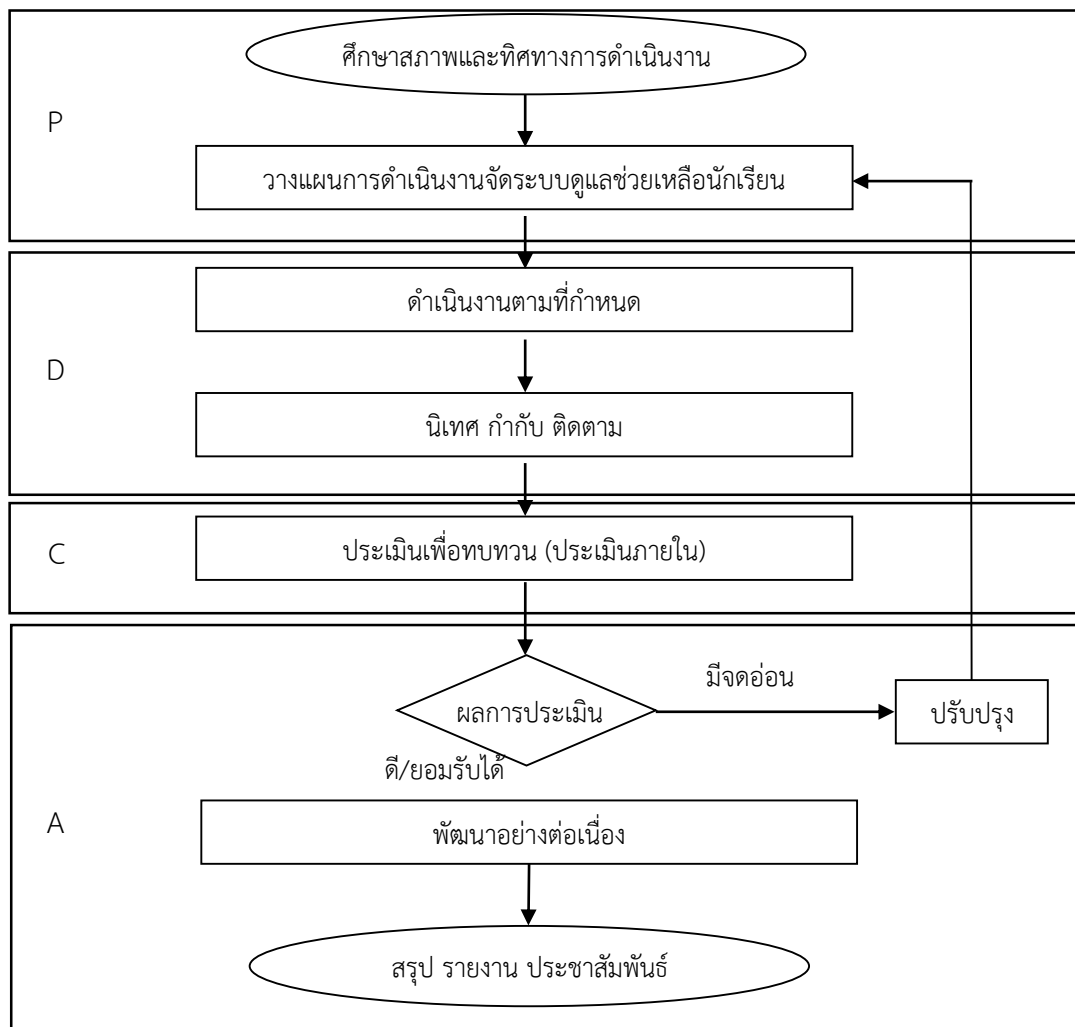 ศึกษาสภาพและทิศทางการดำเนินงาน
P
วางแผนการดำเนินงานจัดระบบดูแลช่วยเหลือนักเรียน
ดำเนินงานตามที่กำหนด
D
นิเทศ กำกับ ติดตาม
C
ประเมินเพื่อทบทวน (ประเมินภายใน)
มีจดอ่อน
ผลการประเมิน
ปรับปรุง
ดี/ยอมรับได้
A
พัฒนาอย่างต่อเนื่อง
สรุป รายงาน ประชาสัมพันธ์